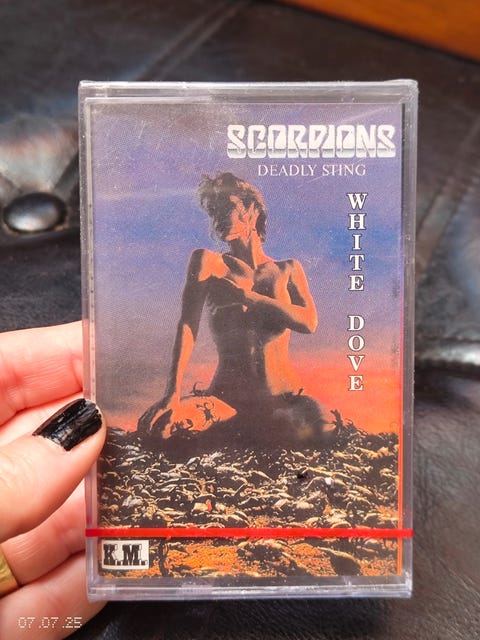 SCORPIONS
DEADLY STING
WHITE DOVE
K.M.
07.07.25